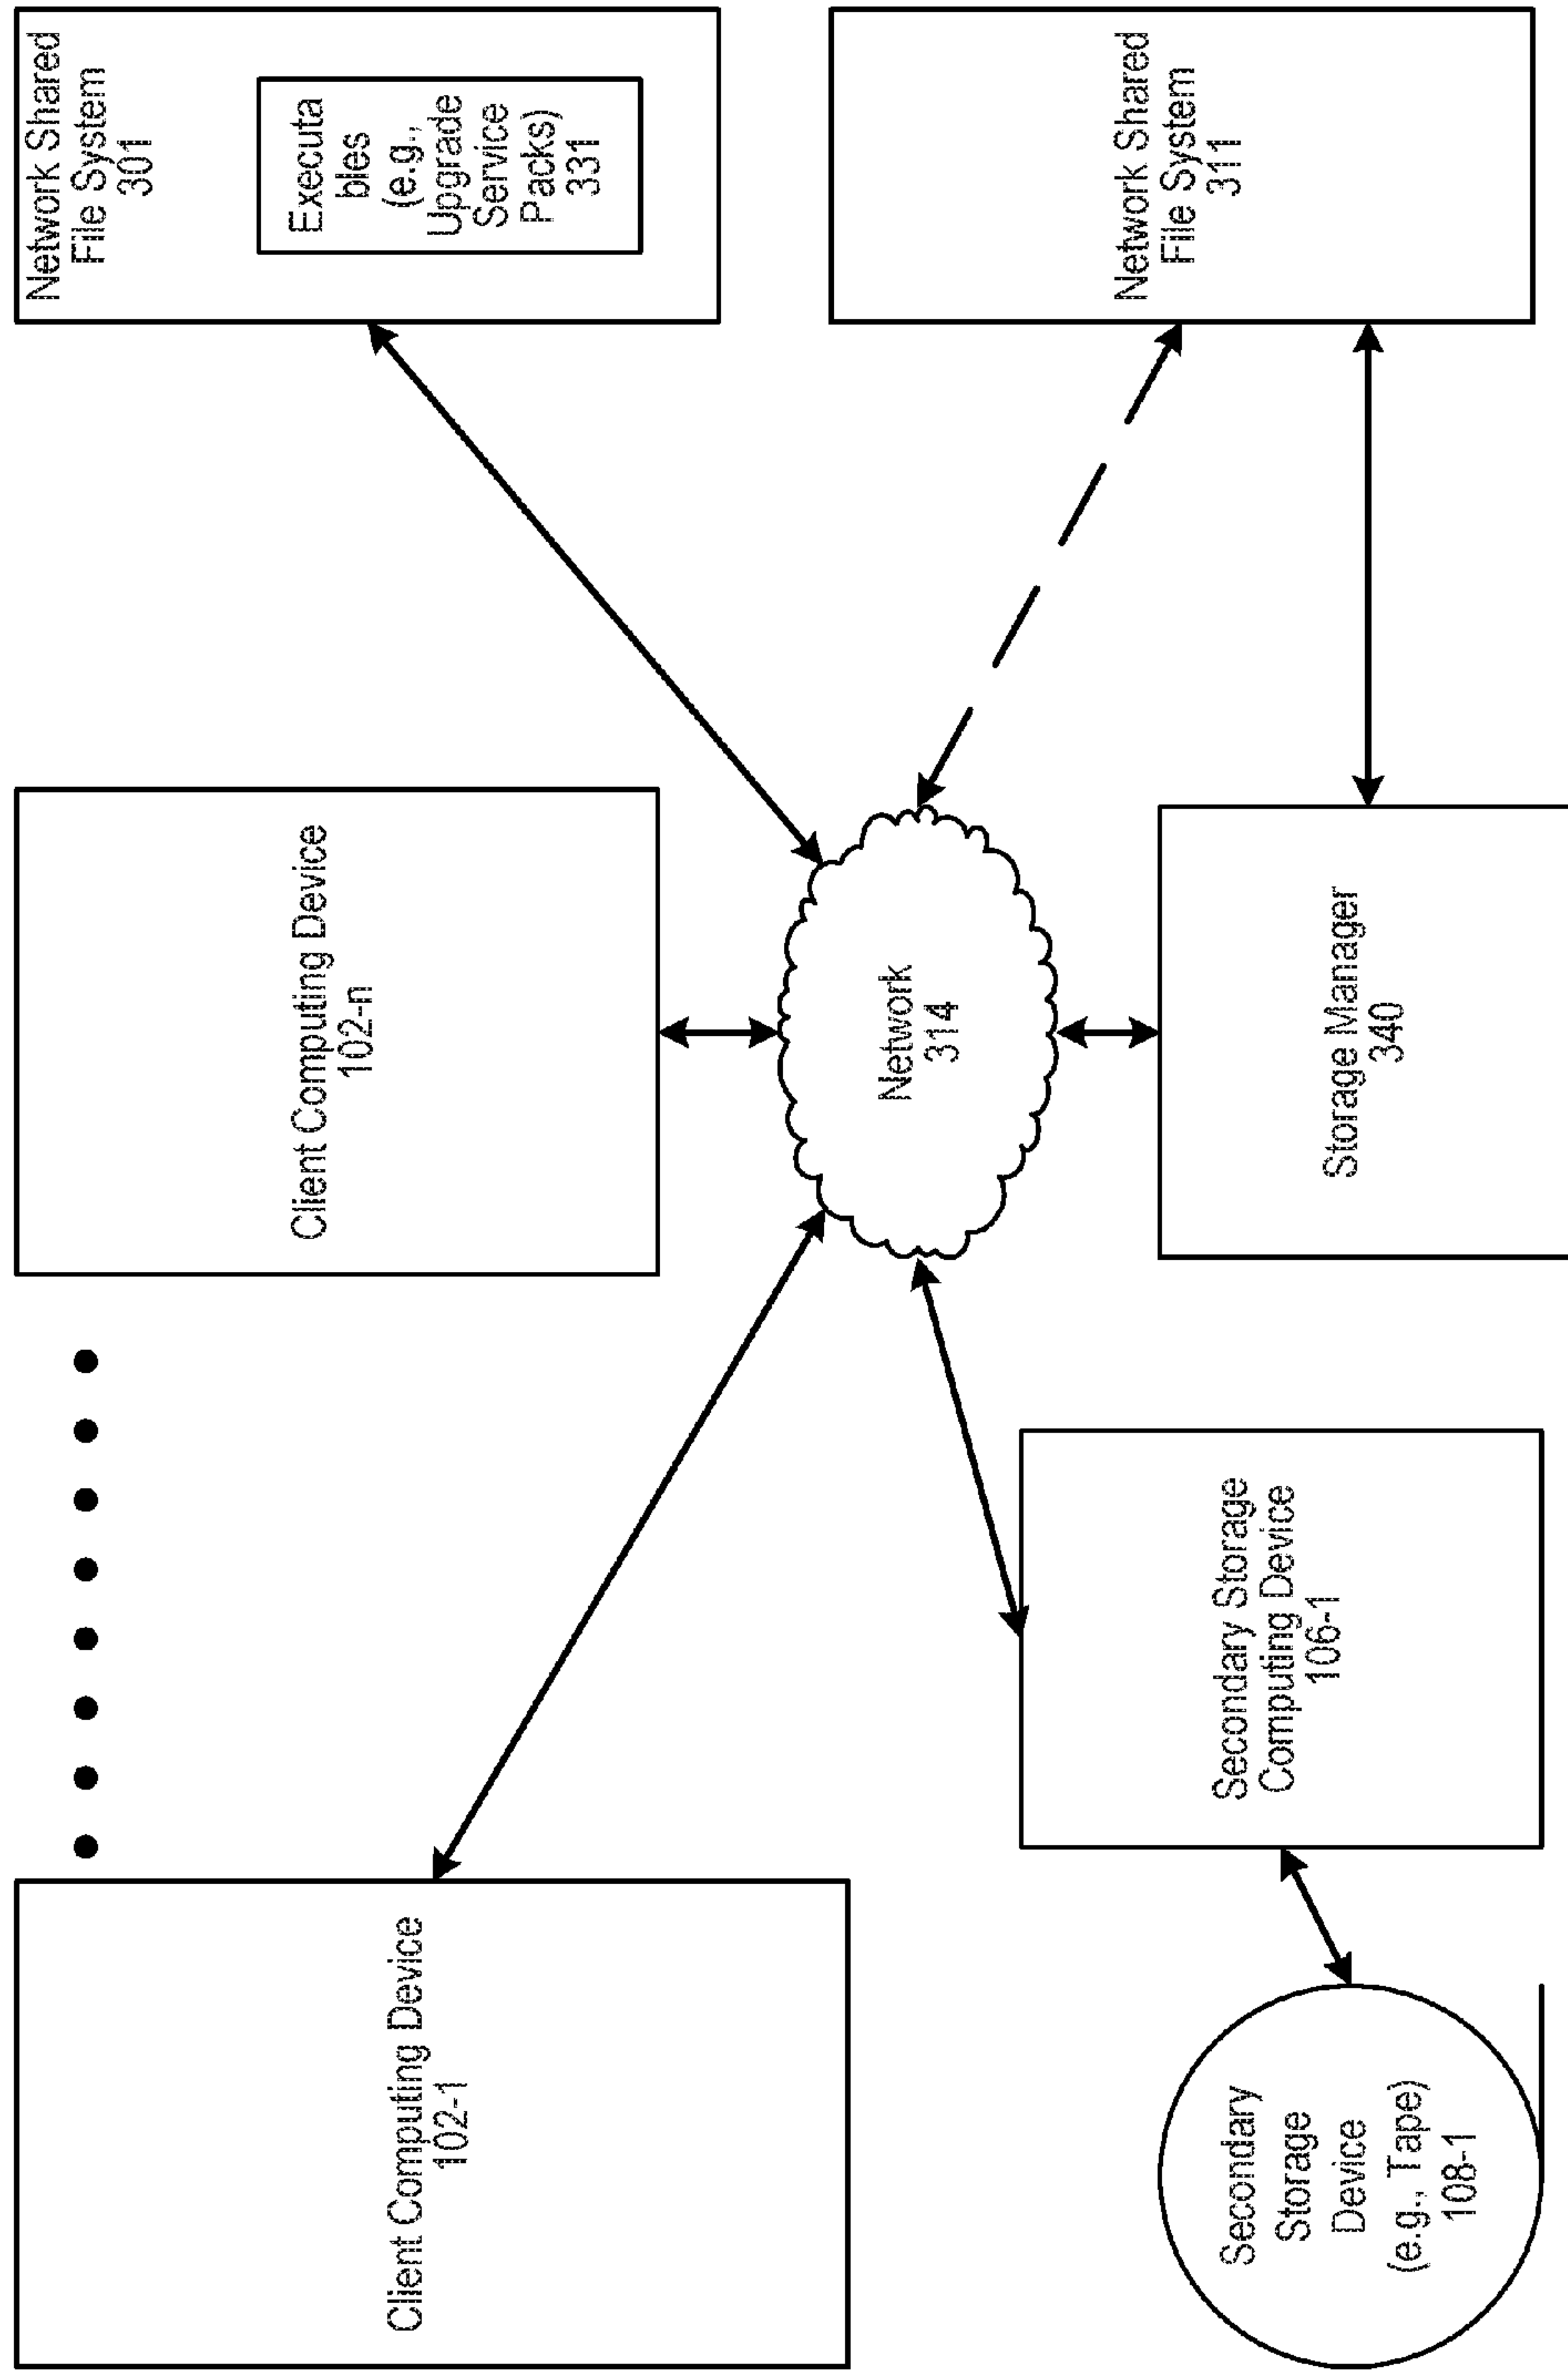 Client Computing Device
102-1
Client Computing Device
102-n
Network Shared
File System
301
Executa
bles
(e.g.,
Upgrade
Service
Packs)
331
Network
314
Secondary
Storage
Device
(e.g., Tape)
108-1
Secondary Storage
Computing Device
106-1
Storage Manager
340
Network Shared
File System
311